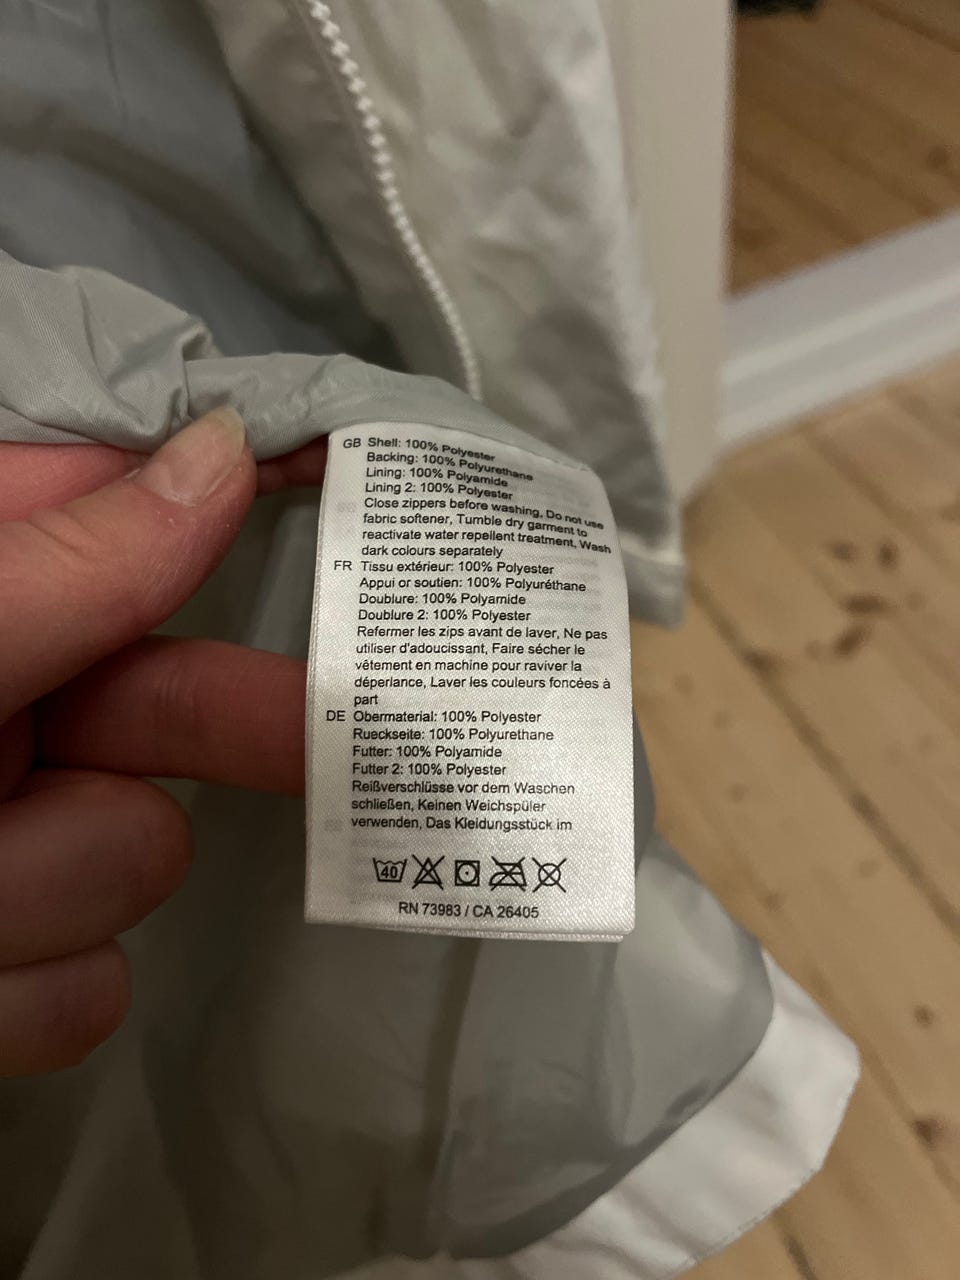 GB Shell: 100% Polyester
Backing: 100% Polyurethane
Lining: 100% Polyamide
Lining 2: 100% Polyester
Close zippers before washing, Do not use
fabric softener, Tumble dry garment to
reactivate water repellent treatment, Wash
dark colours separately
FR Tissu extérieur: 100% Polyester
Appui or soutien: 100% Polyuréthane
Doublure: 100% Polyamide
Doublure 2: 100% Polyester
Refermer les zips avant de laver, Ne pas
utiliser d'adoucissant, Faire sécher le
vêtement en machine pour raviver la
déperlance, Laver les couleurs foncées à
part
DE Obermaterial: 100% Polyester
Rueckseite: 100% Polyurethane
Futter: 100% Polyamide
Futter 2: 100% Polyester
Reißverschlüsse vor dem Waschen
schließen, Keinen Weichspüler
verwenden, Das Kleidungsstück im
40
RN 73983 / CA 26405